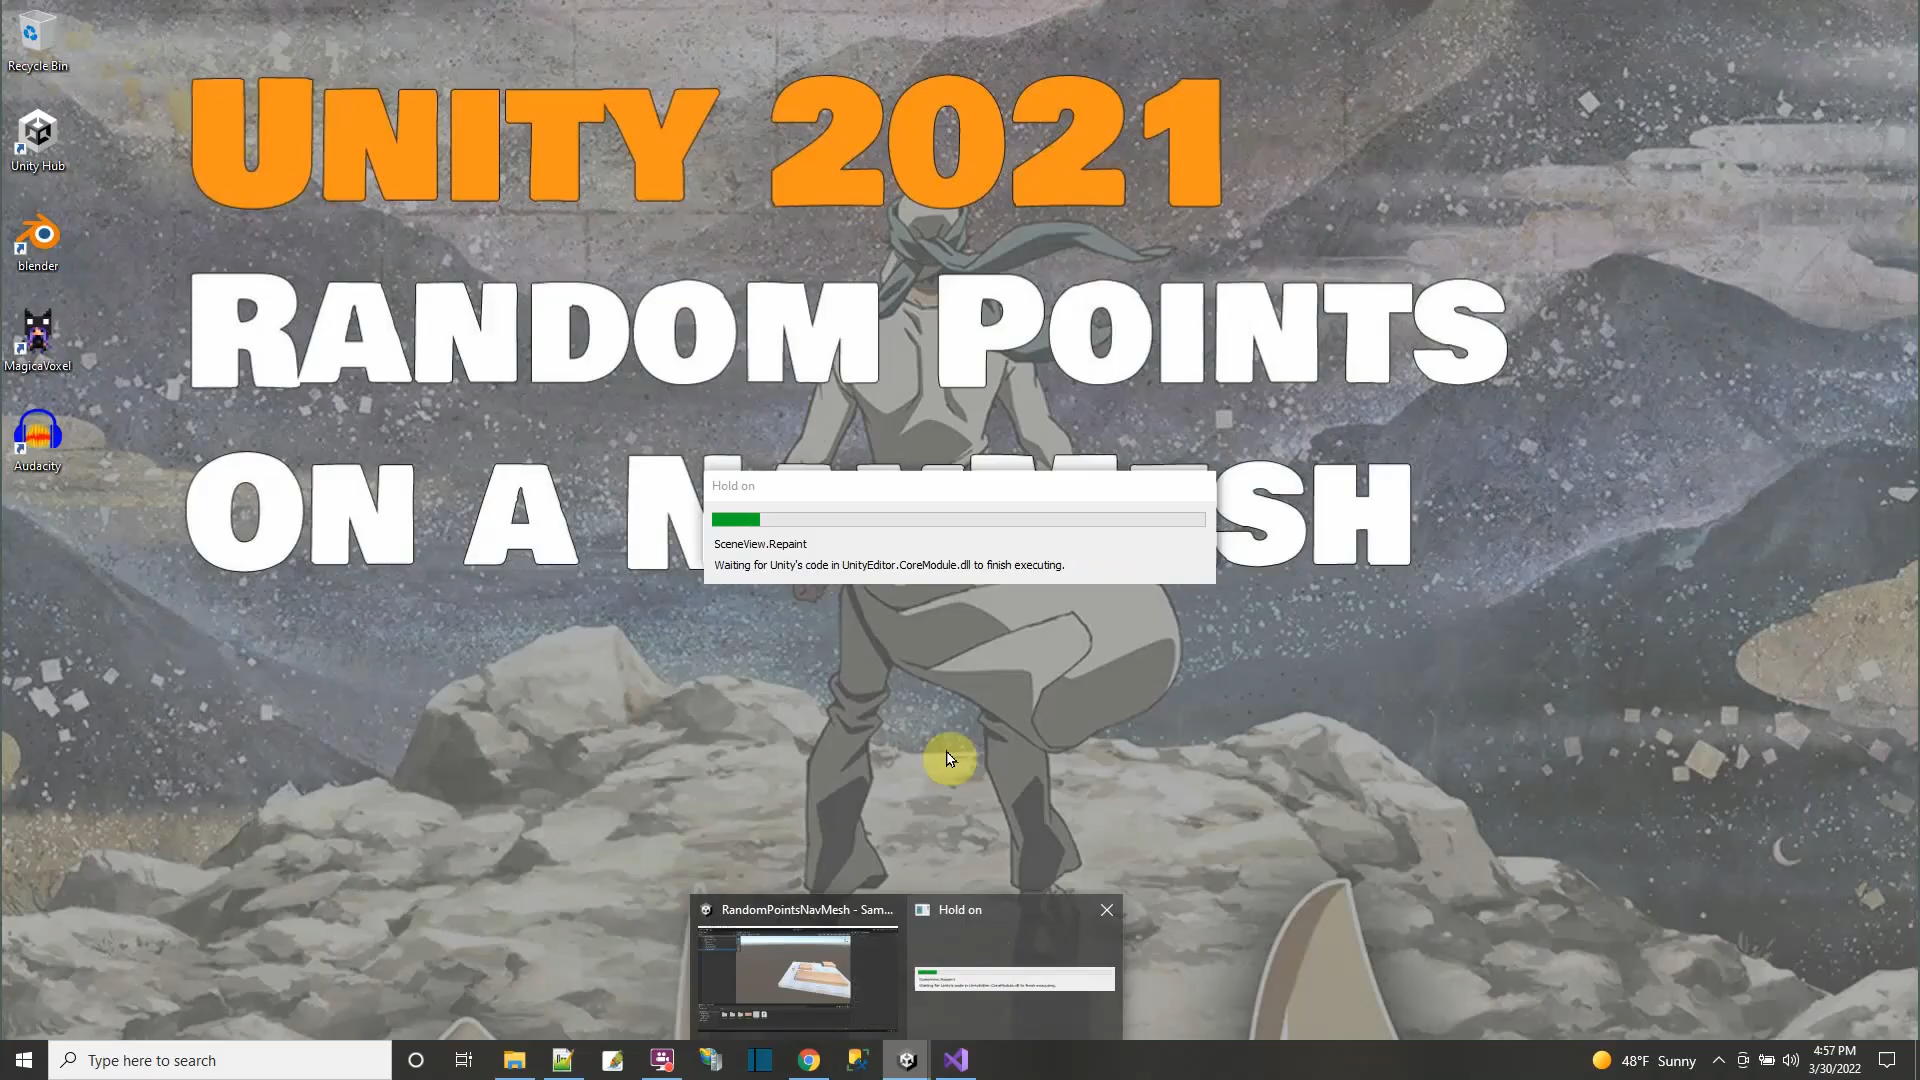 Recycle Bin
Unity Hub
blender
MagicaVoxel
Audacity
UNITY 2021
RANDOM POINTS
ON A N
SH
Hold on
SceneView.Repaint
Waiting for Unity's code in UnityEditor.CoreModule.dll to finish executing.
RandomPointsNavMesh - Sam...
Hold on
Type here to search
48°F Sunny
4:57 PM
3/30/2022